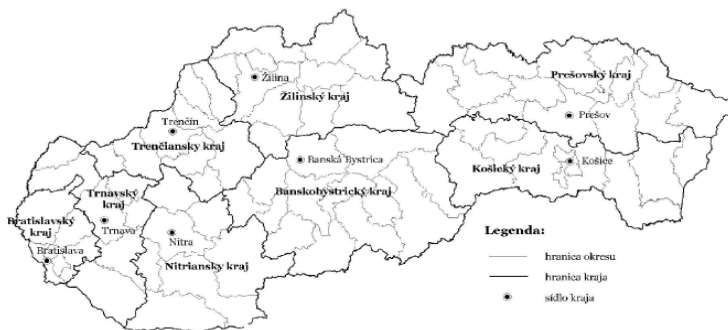 Žilina
Žilinský kraj
Prešovský kraj
Prešov
Trenčín
Trenčiansky kraj
Banská Bystrica
Košický kraj
Košice
Banskobystrický kraj
Trnavský
kraj
Trnava
Bratislavský
kraj
Bratislava
Nitra
Nitriansky kraj
Legenda:
hranica okresu
hranica kraja
sídlo kraja